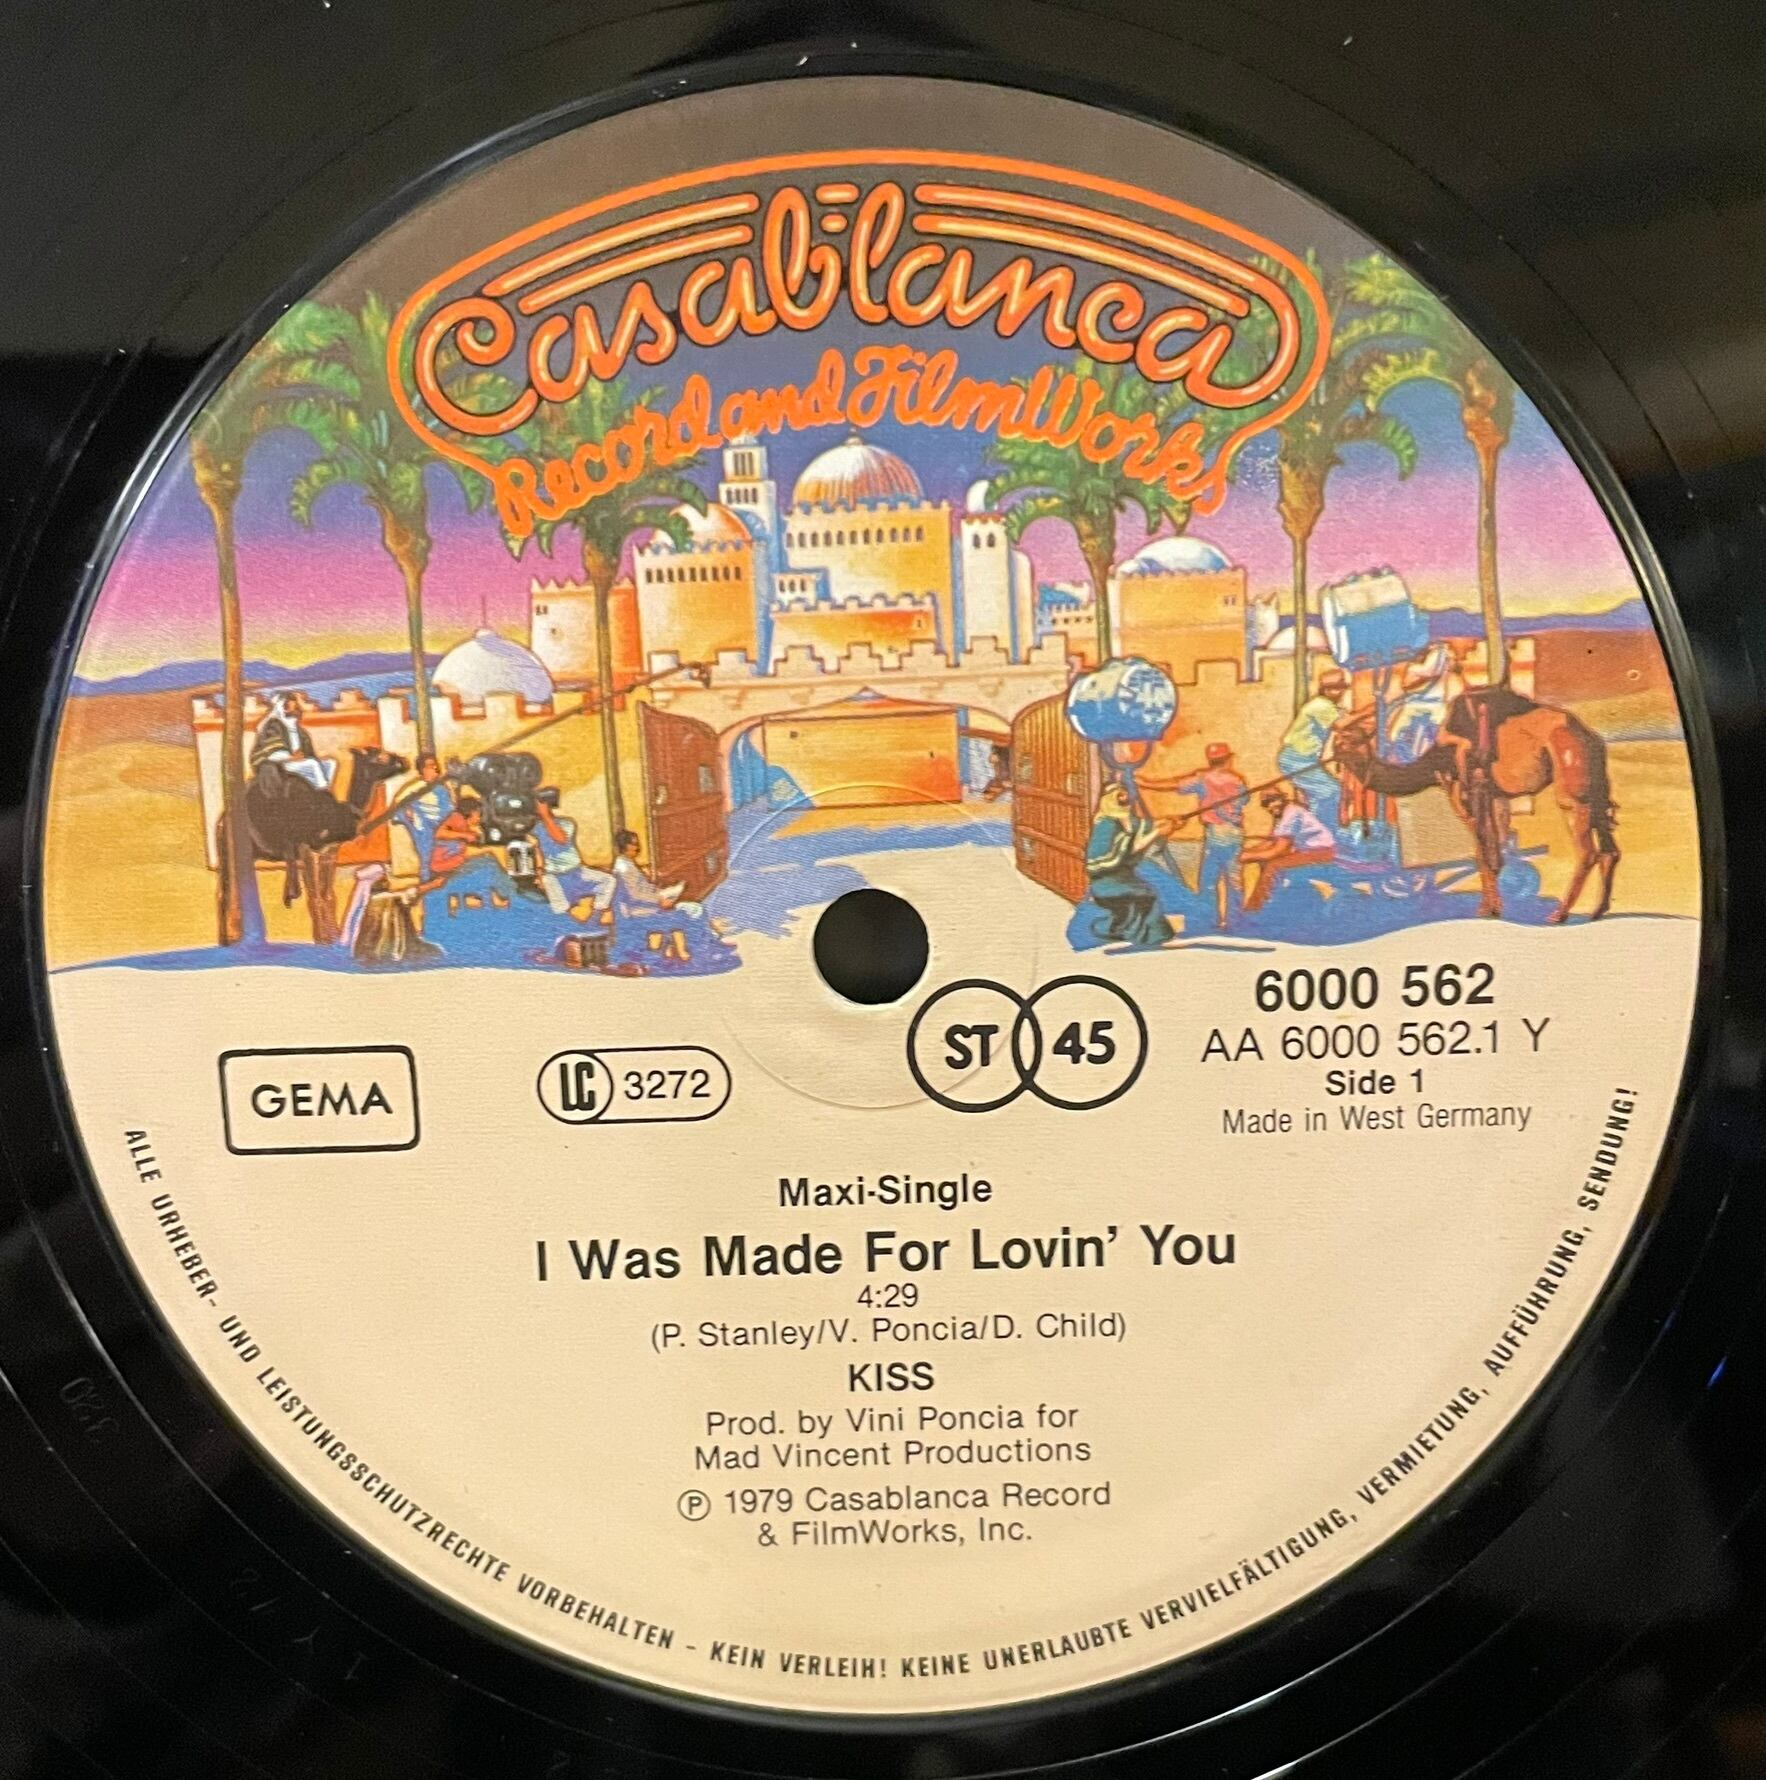 Casablanca
Record and FilmWorks
6000 562
AA 6000 562.1 Y
Side 1
Made in West Germany
ST 45
LC 3272
GEMA
Maxi-Single
I Was Made For Lovin' You
4:29
(P. Stanley/V. Poncia/D. Child)
KISS
Prod. by Vini Poncia for
Mad Vincent Productions
Ⓟ 1979 Casablanca Record
& FilmWorks, Inc.
ALLE URHEBER- UND LEISTUNGSSCHUTZRECHTE VORBEHALTEN - KEIN VERLEIH! KEINE UNERLAUBTE VERVIELFÄLTIGUNG, VERMIETUNG, AUFFÜHRUNG, SENDUNG!